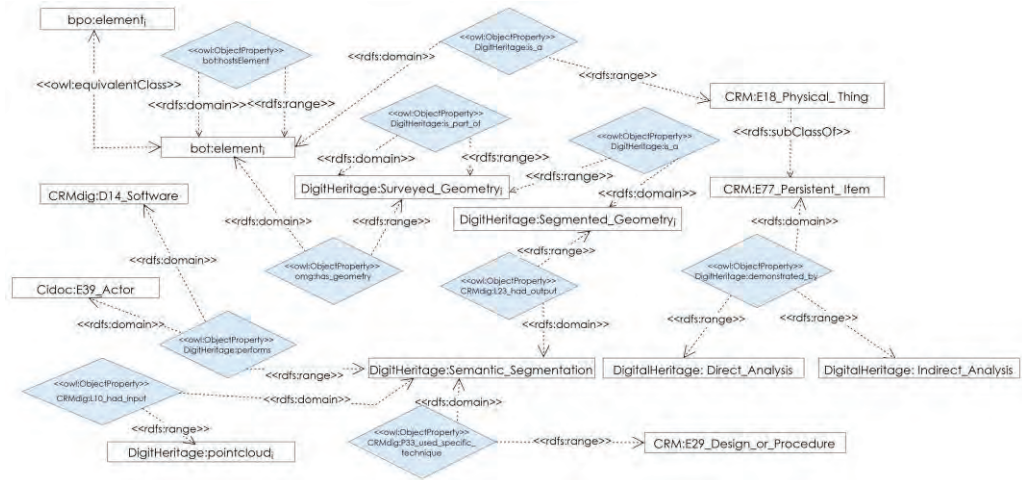 bpo:elementⱼ
<<owl:ObjectProperty>>
bot:hostsElement
<<owl:ObjectProperty>>
DigitHeritage:is_a
<<owl:equivalentClass>>
<<rdfs:domain>>
<<rdfs:range>>
<<rdfs:domain>>
<<rdfs:range>>
CRM:E18_Physical_ Thing
<<rdfs:subClassOf>>
bot:elementⱼ
<<owl:ObjectProperty>>
DigitHeritage:is_part_of
<<owl:ObjectProperty>>
DigitHeritage:is_a
<<rdfs:domain>>
<<rdfs:range>>
<<rdfs:range>>
<<rdfs:domain>>
CRMdig:D14_Software
DigitHeritage:Surveyed_Geometryⱼ
CRM:E77_Persistent_ Item
<<rdfs:range>>
DigitHeritage:Segmented_Geometryⱼ
<<rdfs:domain>>
<<rdfs:domain>>
<<rdfs:domain>>
<<rdfs:range>>
<<owl:ObjectProperty>>
omg:has_geometry
<<owl:ObjectProperty>>
CRMdig:L23_had_output
<<owl:ObjectProperty>>
DigitHeritage:demonstrated_by
Cidoc:E39_Actor
<<rdfs:domain>>
<<owl:ObjectProperty>>
DigitHeritage:performs
<<rdfs:domain>>
<<rdfs:range>>
<<rdfs:range>>
<<rdfs:range>>
DigitHeritage:Semantic_Segmentation
DigitalHeritage: Direct_Analysis
DigitalHeritage: Indirect_Analysis
<<owl:ObjectProperty>>
CRMdig:L10_had_input
<<rdfs:domain>>
<<rdfs:domain>>
<<rdfs:range>>
DigitHeritage:pointcloudⱼ
<<owl:ObjectProperty>>
CRMdig:P33_used_specific_
technique
<<rdfs:range>>
CRM:E29_Design_or_Procedure